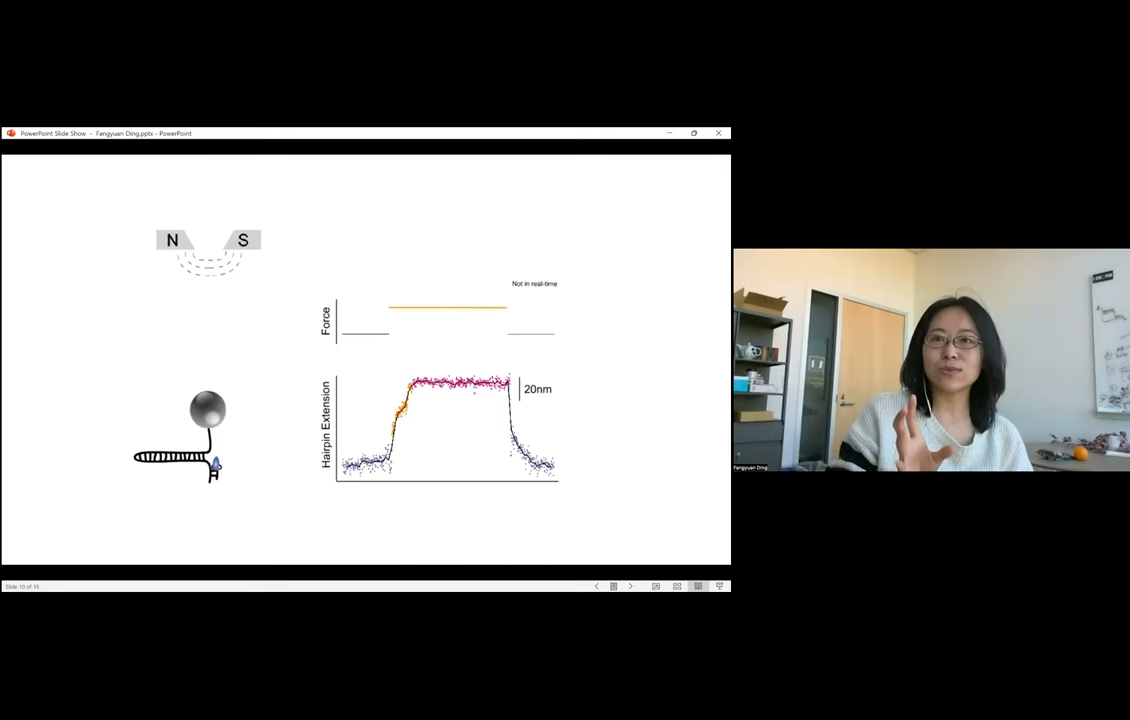 PowerPoint Slide Show - Fangyuan Ding.pptx - PowerPoint
N S
Not in real-time
Force
20nm
Hairpin Extension
Fangyuan Ding
Slide 10 of 15